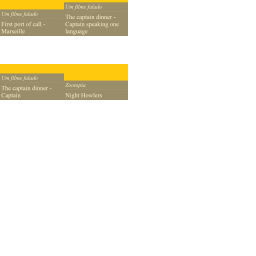 Um filme falado
First port of call -
Marseille
Um filme falado
The captain dinner -
Captain speaking one
language
Um filme falado
The captain dinner -
Captain
Zootopia
Night Howlers